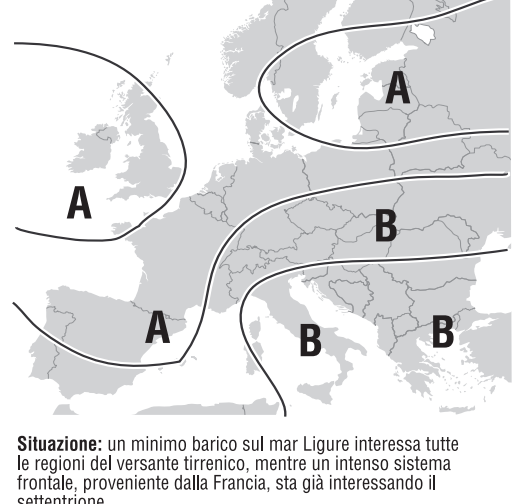 A
A
B
A
B
B
Situazione: un minimo barico sul mar Ligure interessa tutte
le regioni del versante tirrenico, mentre un intenso sistema
frontale, proveniente dalla Francia, sta già interessando il
settentrione